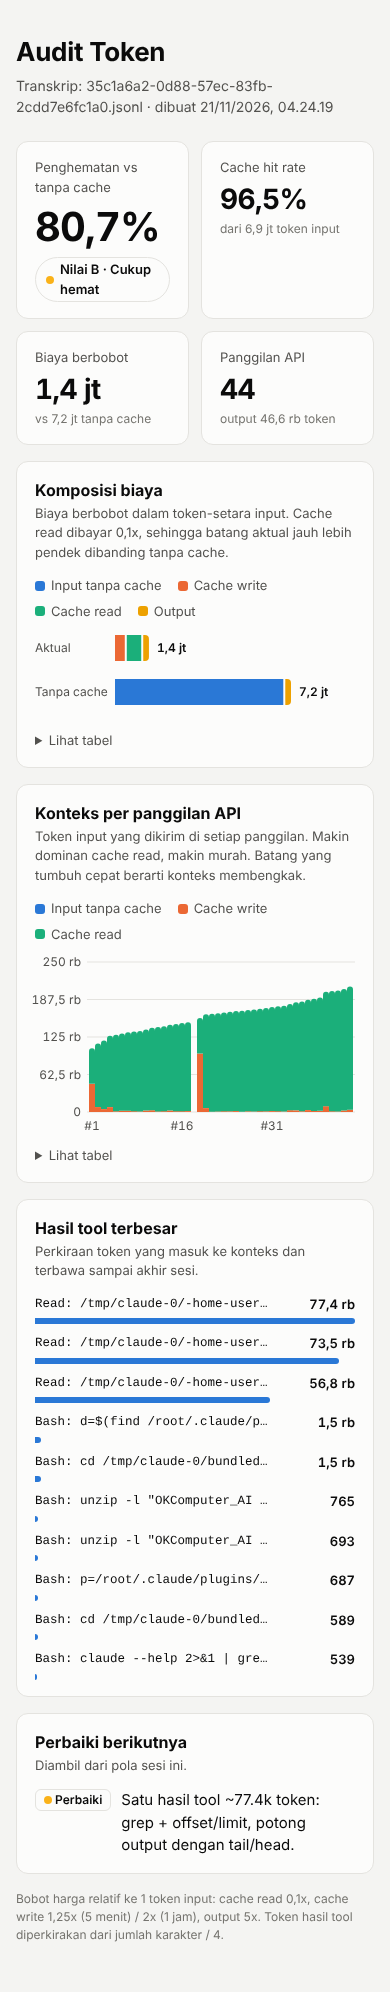 Audit Token
Transkrip: 35c1a6a2-0d88-57ec-83fb-
2cdd7e6fc1a0.jsonl · dibuat 21/11/2026, 04.24.19
Penghematan vs
tanpa cache
80,7%
Nilai B · Cukup
hemat
Cache hit rate
96,5%
dari 6,9 jt token input
Biaya berbobot
1,4 jt
vs 7,2 jt tanpa cache
Panggilan API
44
output 46,6 rb token
Komposisi biaya
Biaya berbobot dalam token-setara input. Cache
read dibayar 0,1x, sehingga batang aktual jauh lebih
pendek dibanding tanpa cache.
Input tanpa cache
Cache write
Cache read
Output
Aktual
1,4 jt
Tanpa cache
7,2 jt
Lihat tabel
Konteks per panggilan API
Token input yang dikirim di setiap panggilan. Makin
dominan cache read, makin murah. Batang yang
tumbuh cepat berarti konteks membengkak.
Input tanpa cache
Cache write
Cache read
250 rb
187,5 rb
125 rb
62,5 rb
0
#1
#16
#31
Lihat tabel
Hasil tool terbesar
Perkiraan token yang masuk ke konteks dan
terbawa sampai akhir sesi.
Read: /tmp/claude-0/-home-user… 77,4 rb
Read: /tmp/claude-0/-home-user… 73,5 rb
Read: /tmp/claude-0/-home-user… 56,8 rb
Bash: d=$(find /root/.claude/p… 1,5 rb
Bash: cd /tmp/claude-0/bundled… 1,5 rb
Bash: unzip -l "OKComputer_AI … 765
Bash: unzip -l "OKComputer_AI … 693
Bash: p=/root/.claude/plugins/… 687
Bash: cd /tmp/claude-0/bundled… 589
Bash: claude --help 2>&1 | gre… 539
Perbaiki berikutnya
Diambil dari pola sesi ini.
Perbaiki
Satu hasil tool ~77.4k token:
grep + offset/limit, potong
output dengan tail/head.
Bobot harga relatif ke 1 token input: cache read 0,1x, cache
write 1,25x (5 menit) / 2x (1 jam), output 5x. Token hasil tool
diperkirakan dari jumlah karakter / 4.